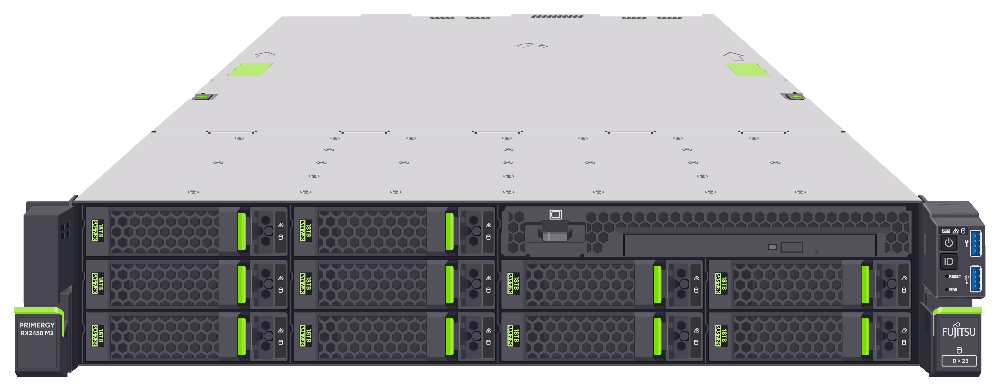 18TB
SAS 7.2K
18TB
SAS 7.2K
18TB
SAS 7.2K
18TB
SAS 7.2K
18TB
SAS 7.2K
18TB
SAS 7.2K
18TB
SAS 7.2K
18TB
SAS 7.2K
18TB
SAS 7.2K
18TB
SAS 7.2K
CSS
ID
RESET
NMI
PRIMERGY
RX2450 M2
FUJITSU
0 > 23